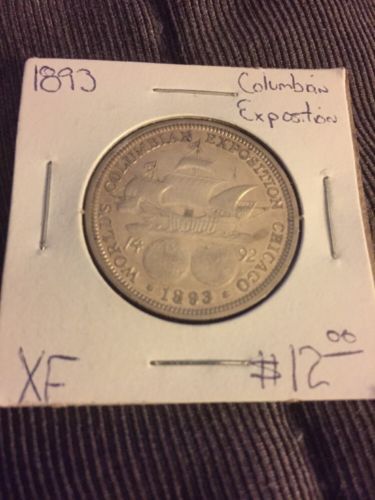 1893
Columbian
Exposition
WORLD'S COLUMBIAN EXPOSITION CHICAGO
14 92
1893
XF
$12.00